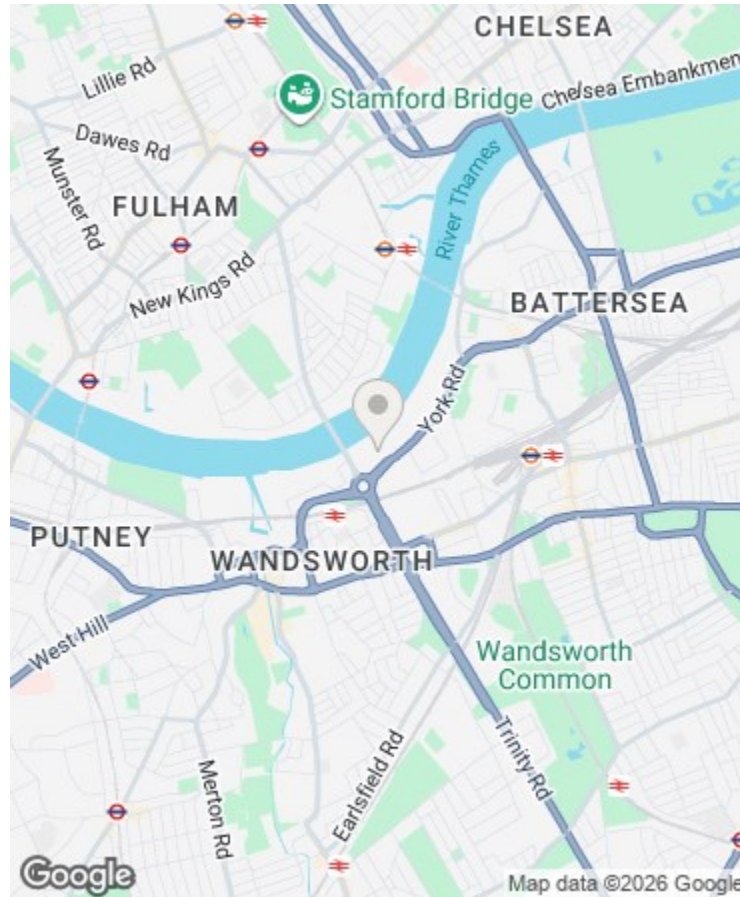 CHELSEA
Lillie Rd
Stamford Bridge
Chelsea Embankmen
Dawes Rd
Munster Rd
FULHAM
River Thames
New Kings Rd
BATTERSEA
York Rd
PUTNEY
WANDSWORTH
West Hill
Wandsworth
Common
Trinity Rd
Earlsfield Rd
Merton Rd
Google
Map data ©2026 Google